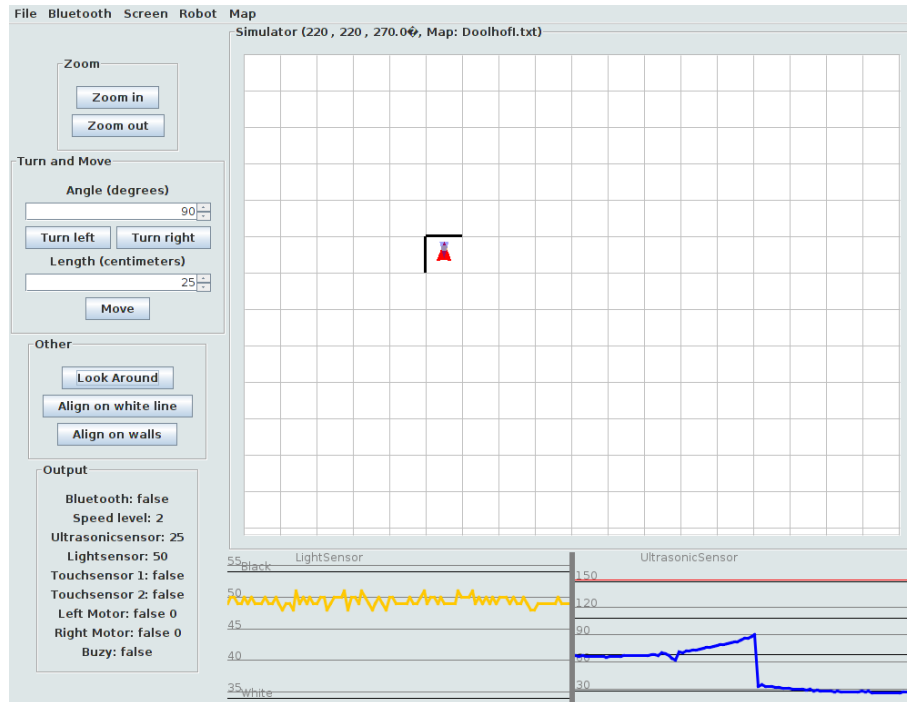 File Bluetooth Screen Robot Map
Simulator (220 , 220 , 270.0�, Map: Doolhofl.txt)
Zoom
Zoom in
Zoom out
Turn and Move
Angle (degrees)
90
Turn left Turn right
Length (centimeters)
25
Move
Other
Look Around
Align on white line
Align on walls
Output
Bluetooth: false
Speed level: 2
Ultrasonicsensor: 25
Lightsensor: 50
Touchsensor 1: false
Touchsensor 2: false
Left Motor: false 0
Right Motor: false 0
Buzy: false
LightSensor
55
Black
50
45
40
35
White
UltrasonicSensor
150
120
90
60
30